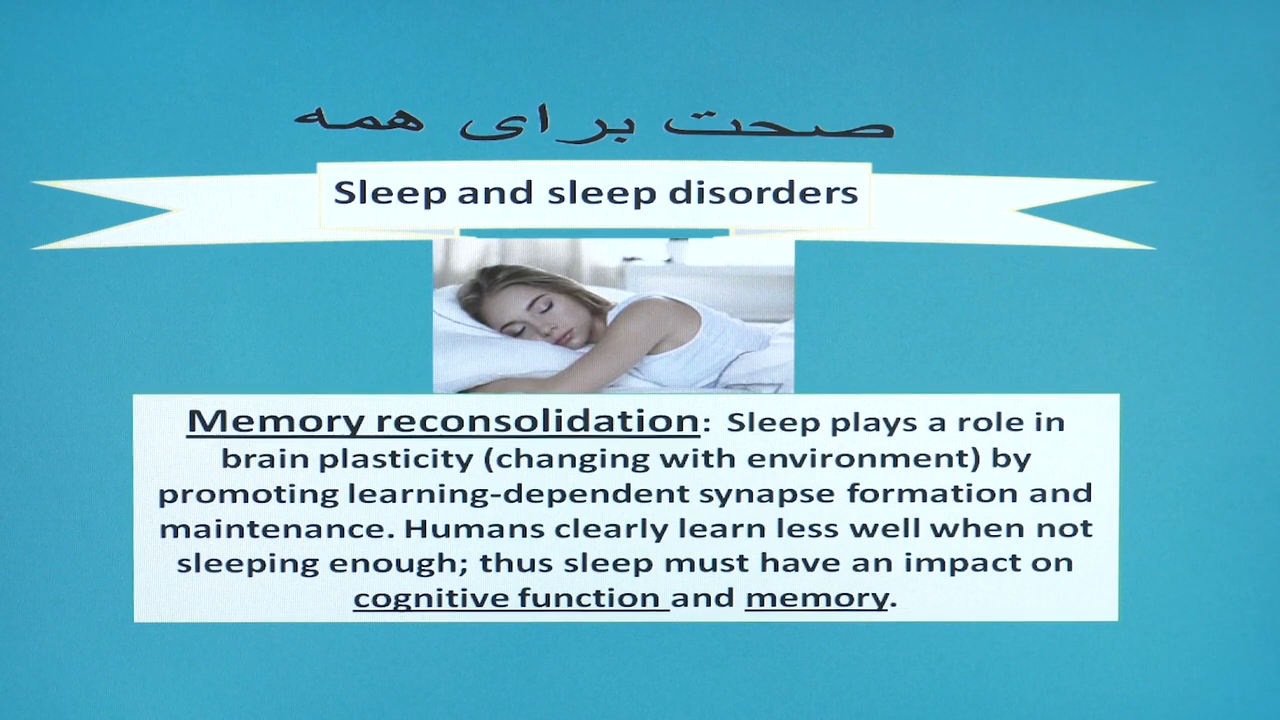 صحت برای همه
Sleep and sleep disorders
Memory reconsolidation: Sleep plays a role in
brain plasticity (changing with environment) by
promoting learning-dependent synapse formation and
maintenance. Humans clearly learn less well when not
sleeping enough; thus sleep must have an impact on
cognitive function and memory.